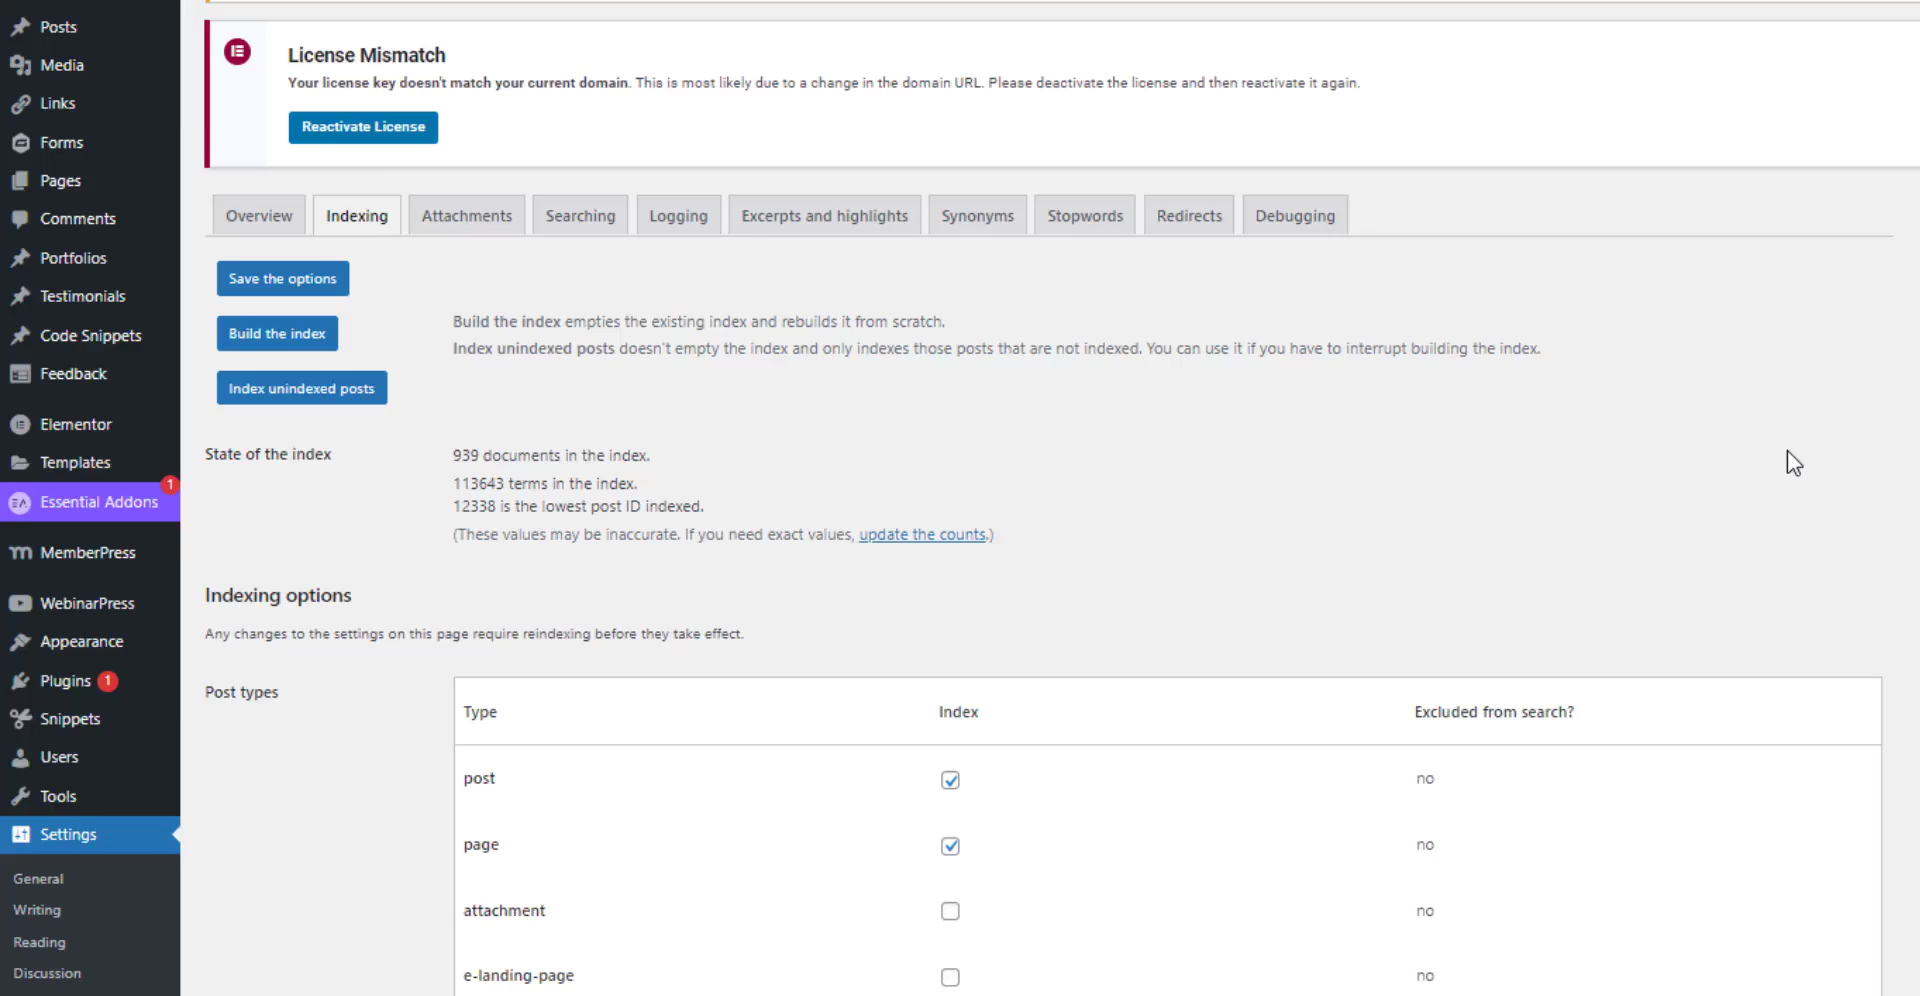 Posts
Media
Links
Forms
Pages
Comments
Portfolios
Testimonials
Code Snippets
Feedback
Elementor
Templates
Essential Addons 1
MemberPress
WebinarPress
Appearance
Plugins 1
Snippets
Users
Tools
Settings
General
Writing
Reading
Discussion
License Mismatch
Your license key doesn't match your current domain. This is most likely due to a change in the domain URL. Please deactivate the license and then reactivate it again.
Reactivate License
Overview Indexing Attachments Searching Logging Excerpts and highlights Synonyms Stopwords Redirects Debugging
Save the options
Build the index
Build the index empties the existing index and rebuilds it from scratch.
Index unindexed posts doesn't empty the index and only indexes those posts that are not indexed. You can use it if you have to interrupt building the index.
Index unindexed posts
State of the index
939 documents in the index.
113643 terms in the index.
12338 is the lowest post ID indexed.
(These values may be inaccurate. If you need exact values, update the counts.)
Indexing options
Any changes to the settings on this page require reindexing before they take effect.
Post types
Type Index Excluded from search?
post no
page no
attachment no
e-landing-page no